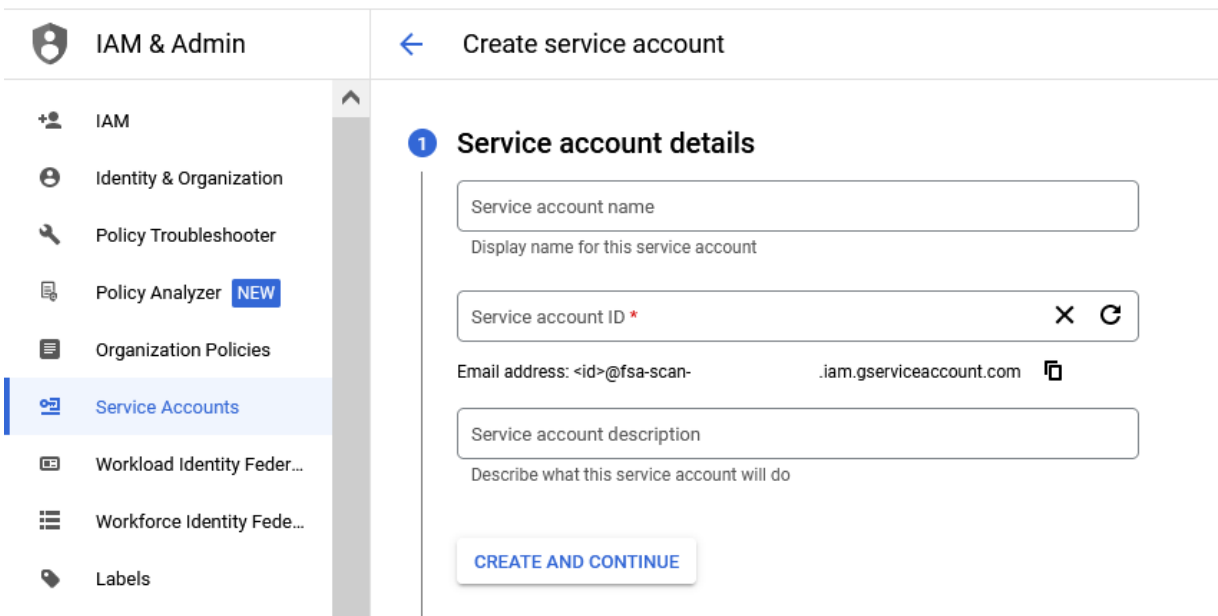 IAM & Admin
Create service account
IAM
Identity & Organization
Policy Troubleshooter
Policy Analyzer NEW
Organization Policies
Service Accounts
Workload Identity Feder...
Workforce Identity Fede...
Labels
1 Service account details
Service account name
Display name for this service account
Service account ID *
Email address: <id>@fsa-scan- .iam.gserviceaccount.com
Service account description
Describe what this service account will do
CREATE AND CONTINUE